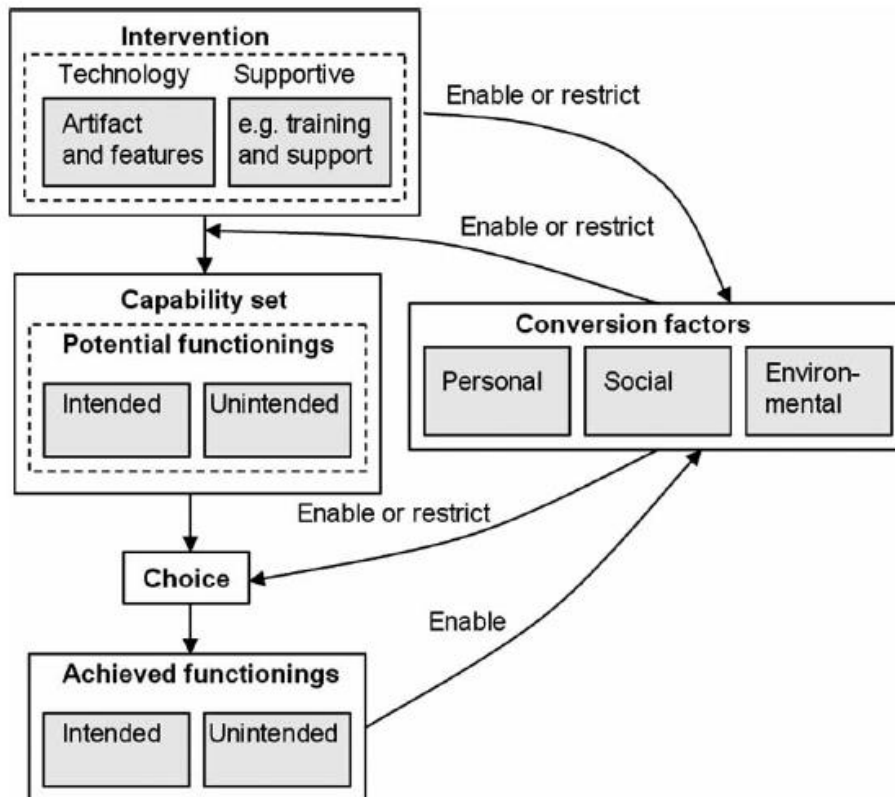 Intervention
Technology Supportive
Artifact
and features
e.g. training
and support
Enable or restrict
Enable or restrict
Capability set
Potential functionings
Intended
Unintended
Conversion factors
Personal
Social
Environ-
mental
Enable or restrict
Choice
Enable
Achieved functionings
Intended
Unintended